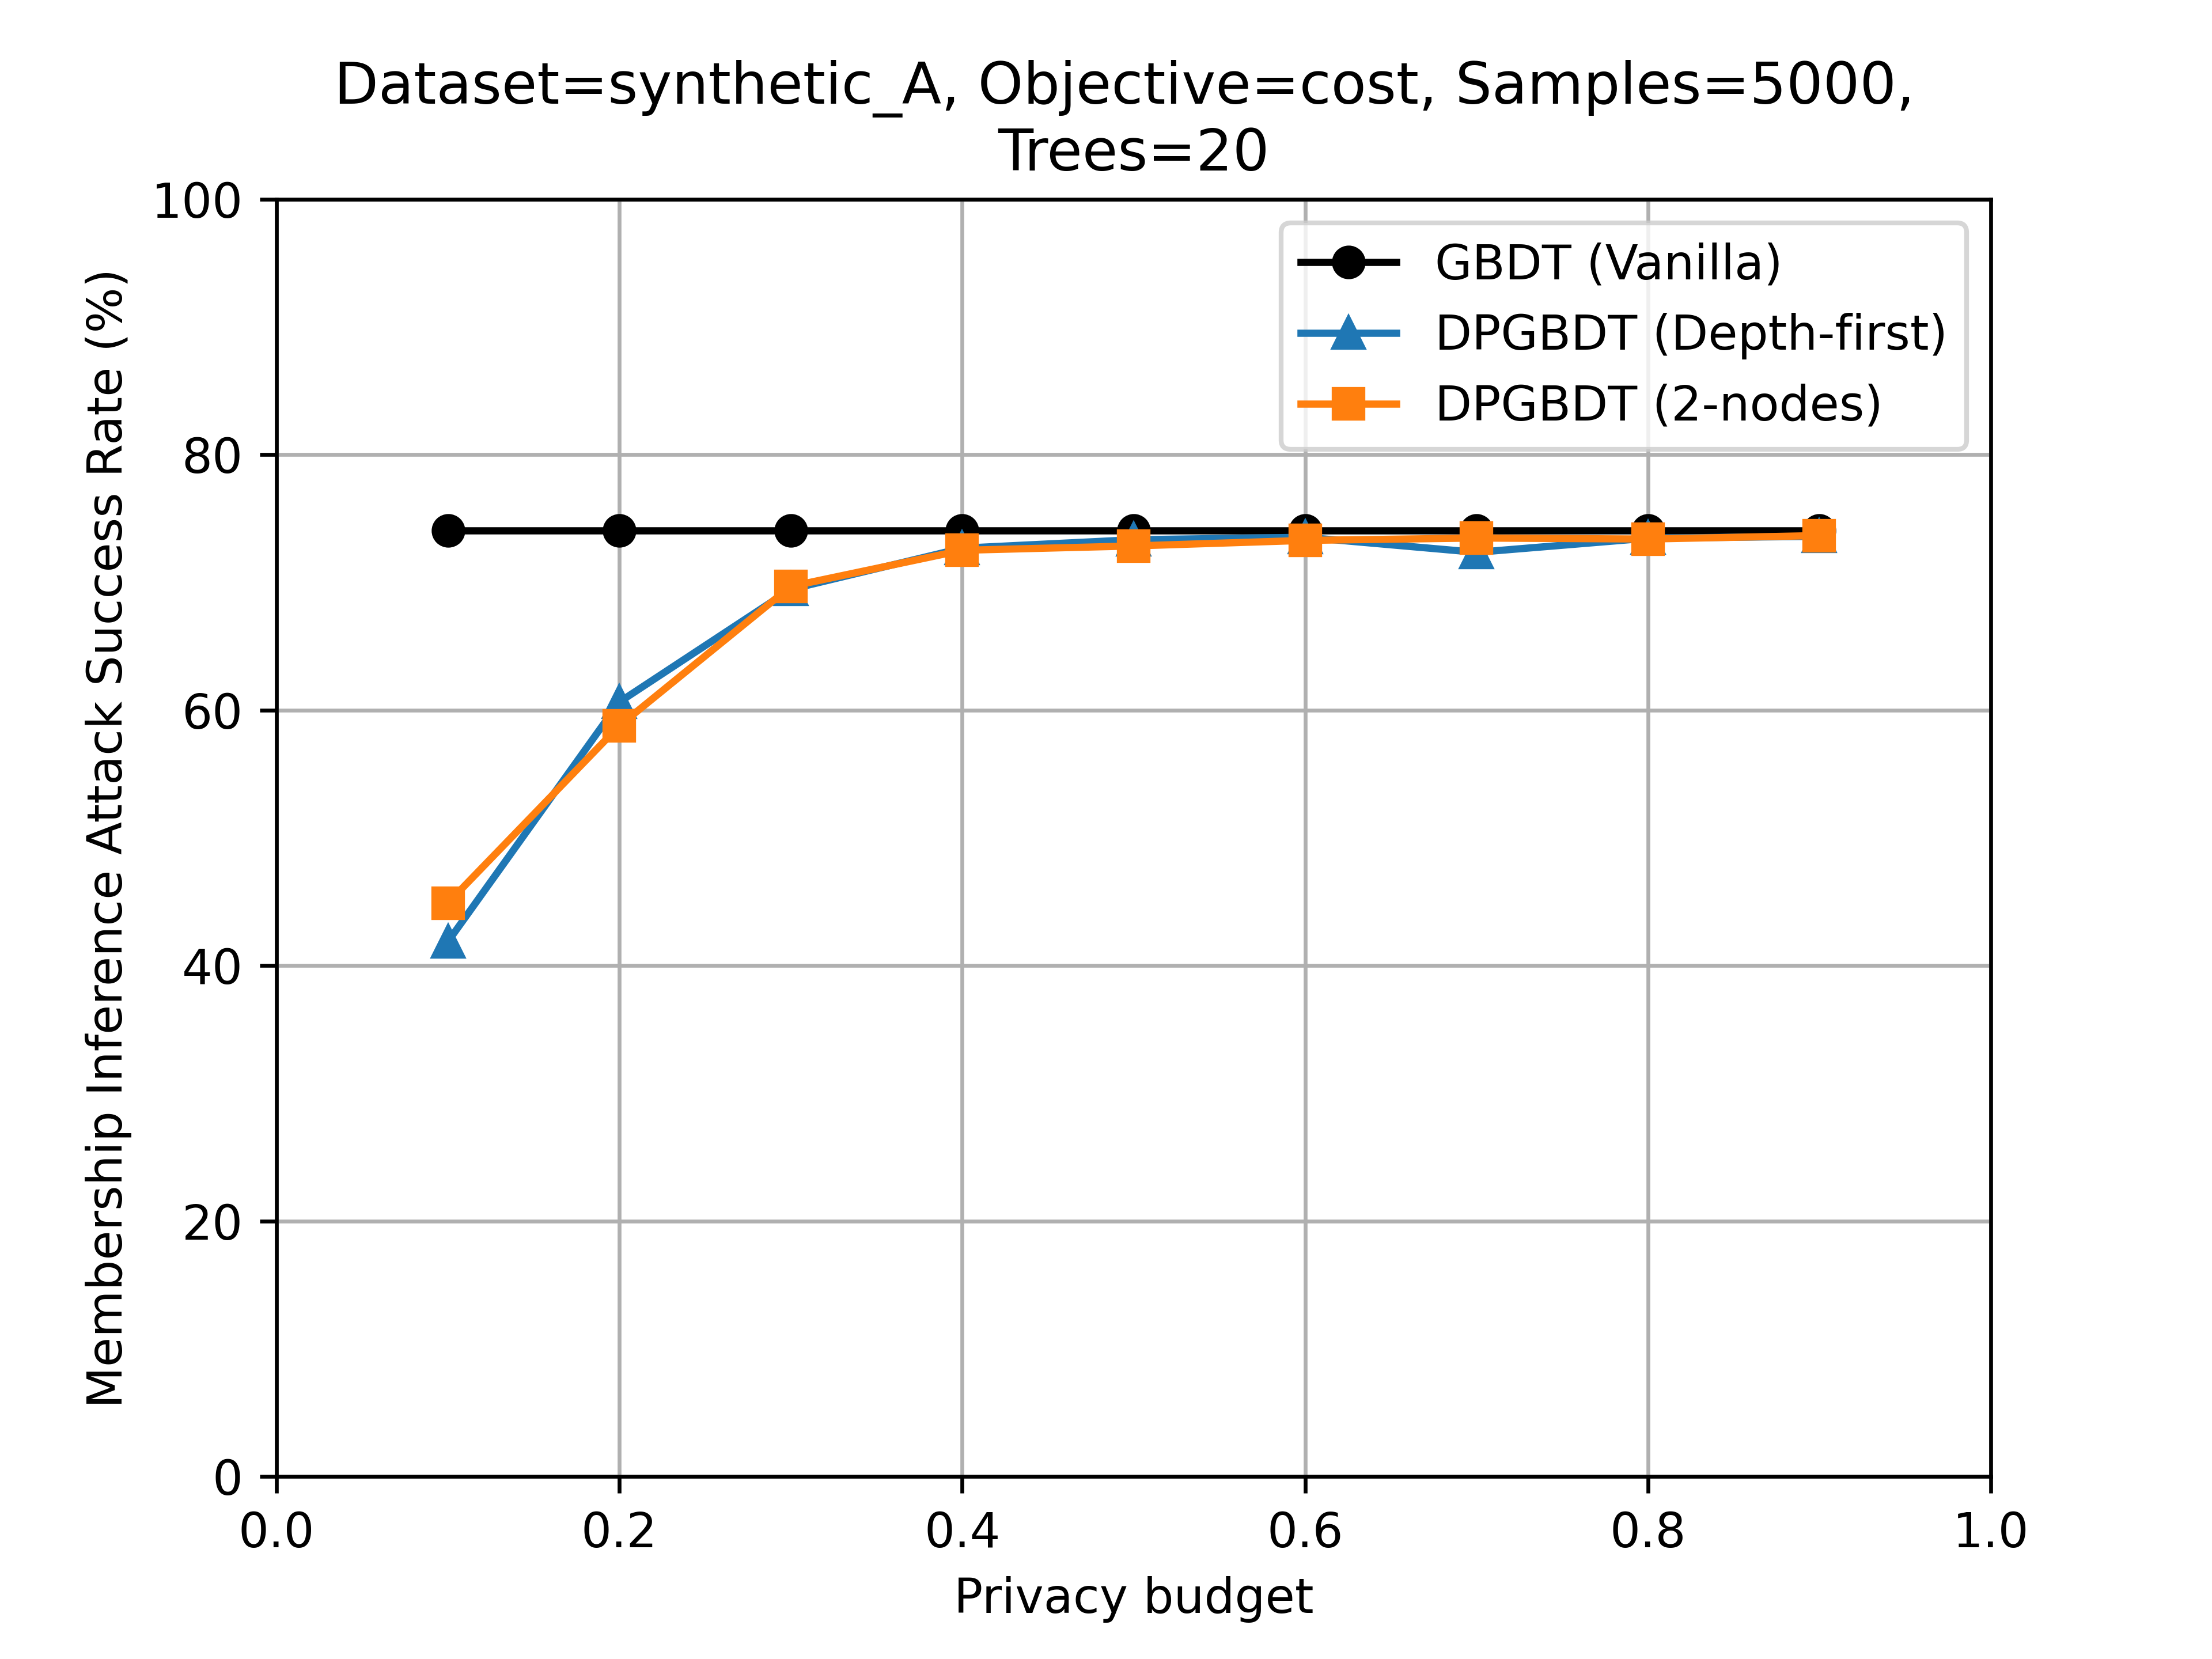 Dataset=synthetic_A, Objective=cost, Samples=5000,
Trees=20
100
80
60
40
20
0
Membership Inference Attack Success Rate (%)
GBDT (Vanilla)
DPGBDT (Depth-first)
DPGBDT (2-nodes)
0.0 0.2 0.4 0.6 0.8 1.0
Privacy budget